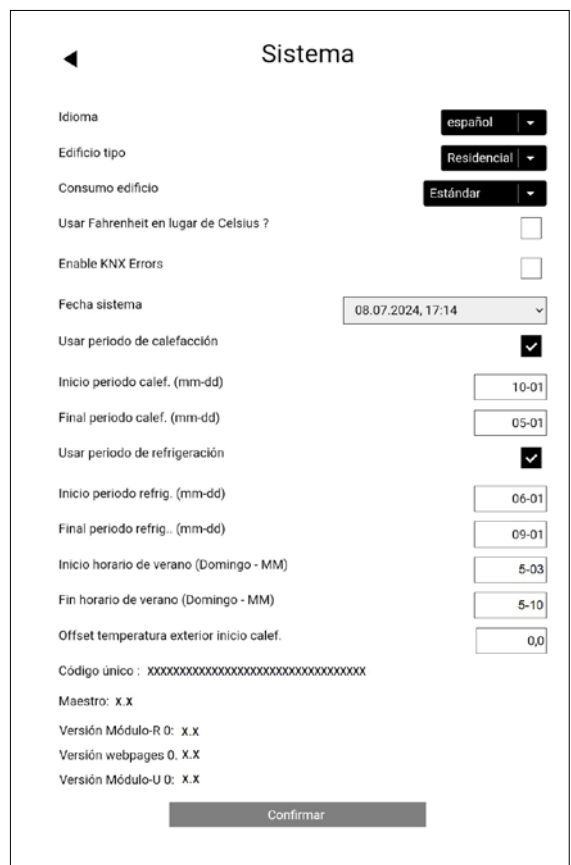 Sistema
Idioma español
Edificio tipo Residencial
Consumo edificio Estándar
Usar Fahrenheit en lugar de Celsius ?
Enable KNX Errors
Fecha sistema 08.07.2024, 17:14
Usar periodo de calefacción
Inicio periodo calef. (mm-dd) 10-01
Final periodo calef. (mm-dd) 05-01
Usar periodo de refrigeración
Inicio periodo refrig. (mm-dd) 06-01
Final periodo refrig.. (mm-dd) 09-01
Inicio horario de verano (Domingo - MM) 5-03
Fin horario de verano (Domingo - MM) 5-10
Offset temperatura exterior inicio calef. 0,0
Código único : XXXXXXXXXXXXXXXXXXXXXXXXXXXXXXXXXX
Maestro: X.X
Versión Módulo-R 0: X.X
Versión webpages 0. X.X
Versión Módulo-U 0: X.X
Confirmar